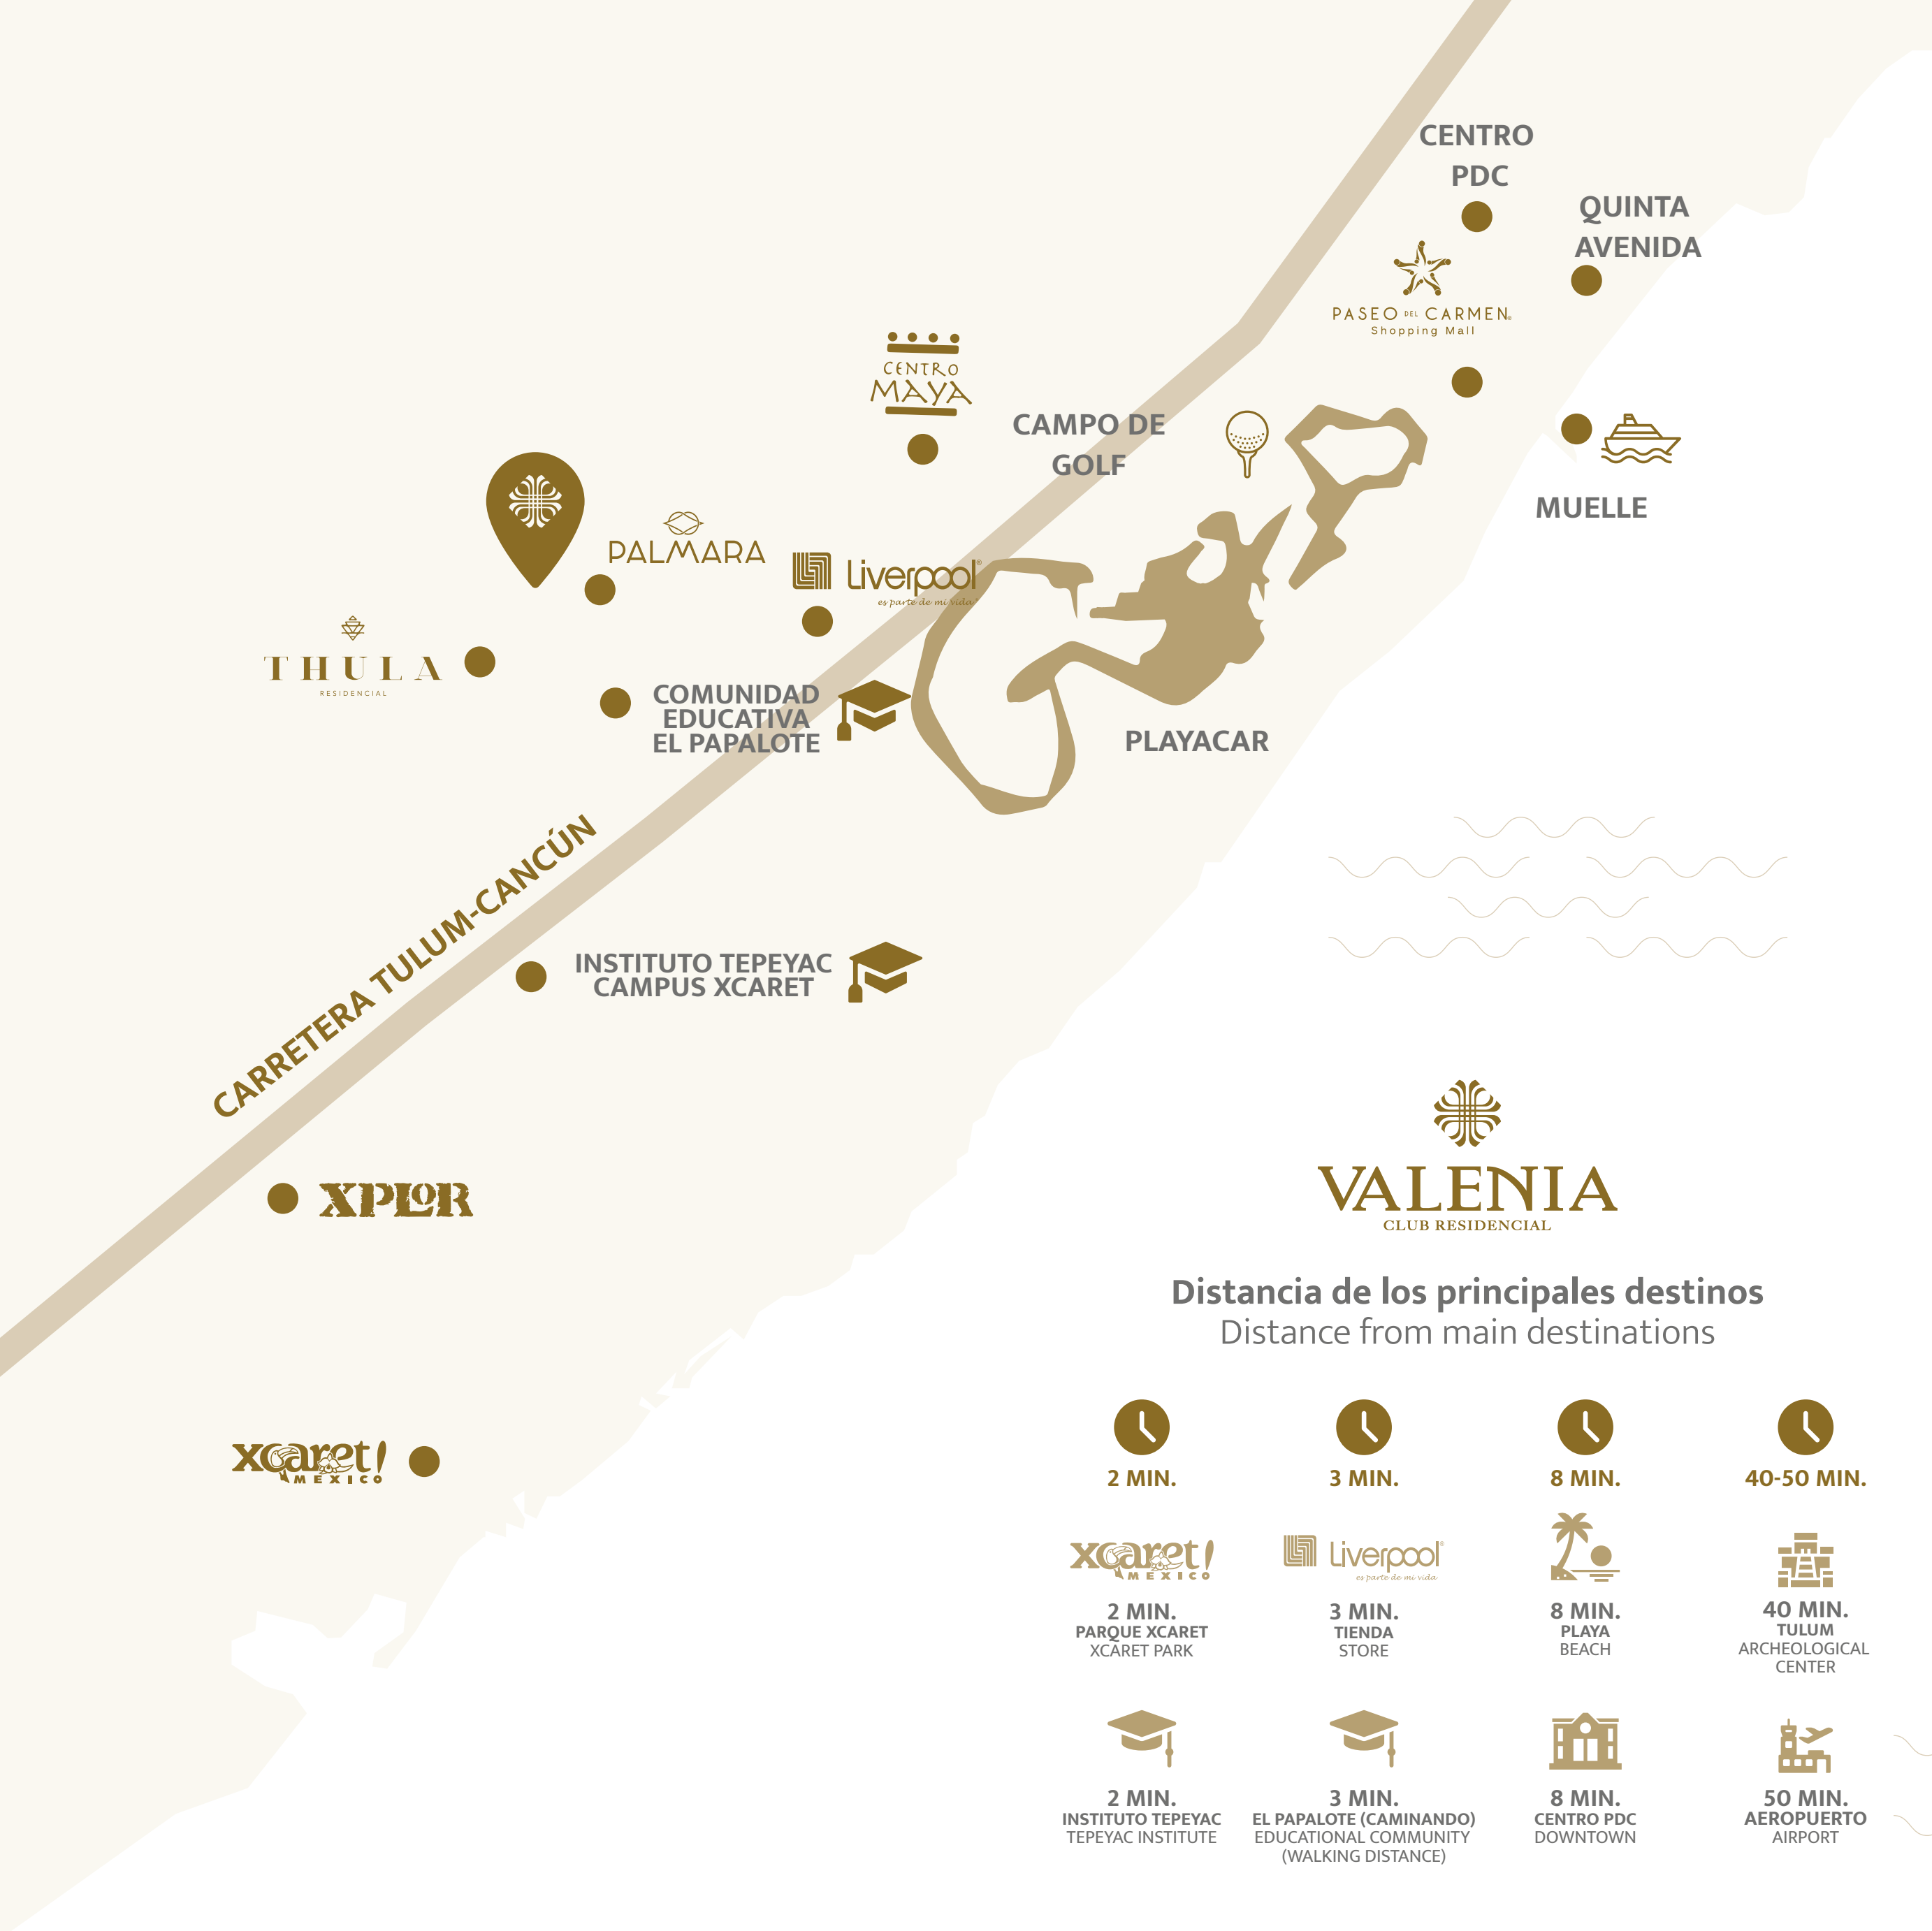 CENTRO
PDC
QUINTA
AVENIDA
PASEO DEL CARMEN®
Shopping Mall
CENTRO
MAYA
CAMPO DE
GOLF
MUELLE
PALMARA
Liverpool®
es parte de mi vida
THULA
RESIDENCIAL
COMUNIDAD
EDUCATIVA
EL PAPALOTE
PLAYACAR
CARRETERA TULUM-CANCÚN
INSTITUTO TEPEYAC
CAMPUS XCARET
XPLOR
xcaret!
MEXICO
VALENIA
CLUB RESIDENCIAL
Distancia de los principales destinos
Distance from main destinations
2 MIN.
3 MIN.
8 MIN.
40-50 MIN.
xcaret!
MEXICO
2 MIN.
PARQUE XCARET
XCARET PARK
Liverpool®
es parte de mi vida
3 MIN.
TIENDA
STORE
8 MIN.
PLAYA
BEACH
40 MIN.
TULUM
ARCHEOLOGICAL
CENTER
2 MIN.
INSTITUTO TEPEYAC
TEPEYAC INSTITUTE
3 MIN.
EL PAPALOTE (CAMINANDO)
EDUCATIONAL COMMUNITY
(WALKING DISTANCE)
8 MIN.
CENTRO PDC
DOWNTOWN
50 MIN.
AEROPUERTO
AIRPORT